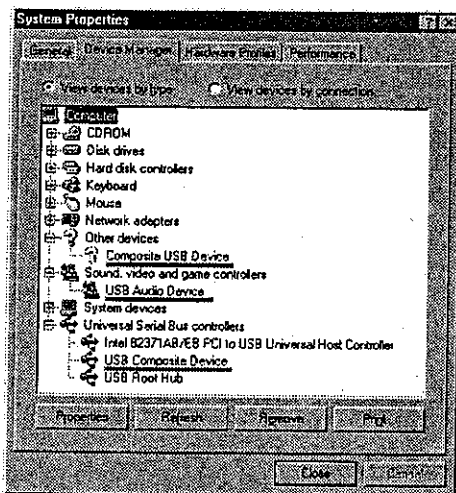 System Properties
General Device Manager Hardware Profiles Performance
View devices by type View devices by connection
Computer
CDROM
Disk drives
Hard disk controllers
Keyboard
Mouse
Network adapters
Other devices
Composite USB Device
Sound, video and game controllers
USB Audio Device
System devices
Universal Serial Bus controllers
Intel 82371AB/EB PCI to USB Universal Host Controller
USB Composite Device
USB Root Hub
Properties Refresh Remove Print
Close Cancel